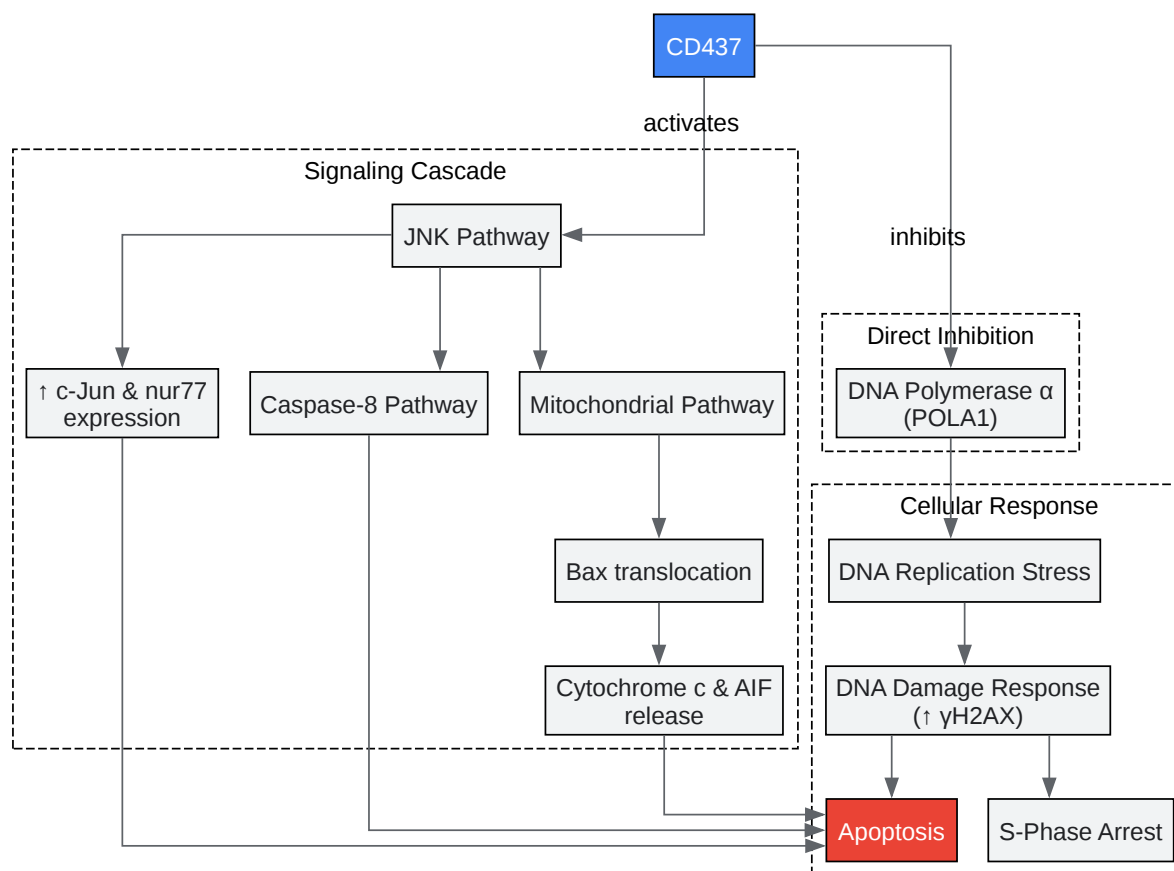 CD437
activates
Signaling Cascade
JNK Pathway
inhibits
Direct Inhibition
↑ c-Jun & nur77
expression
Caspase-8 Pathway
Mitochondrial Pathway
DNA Polymerase α
(POLA1)
Cellular Response
Bax translocation
DNA Replication Stress
Cytochrome c & AIF
release
DNA Damage Response
(↑ γH2AX)
Apoptosis
S-Phase Arrest